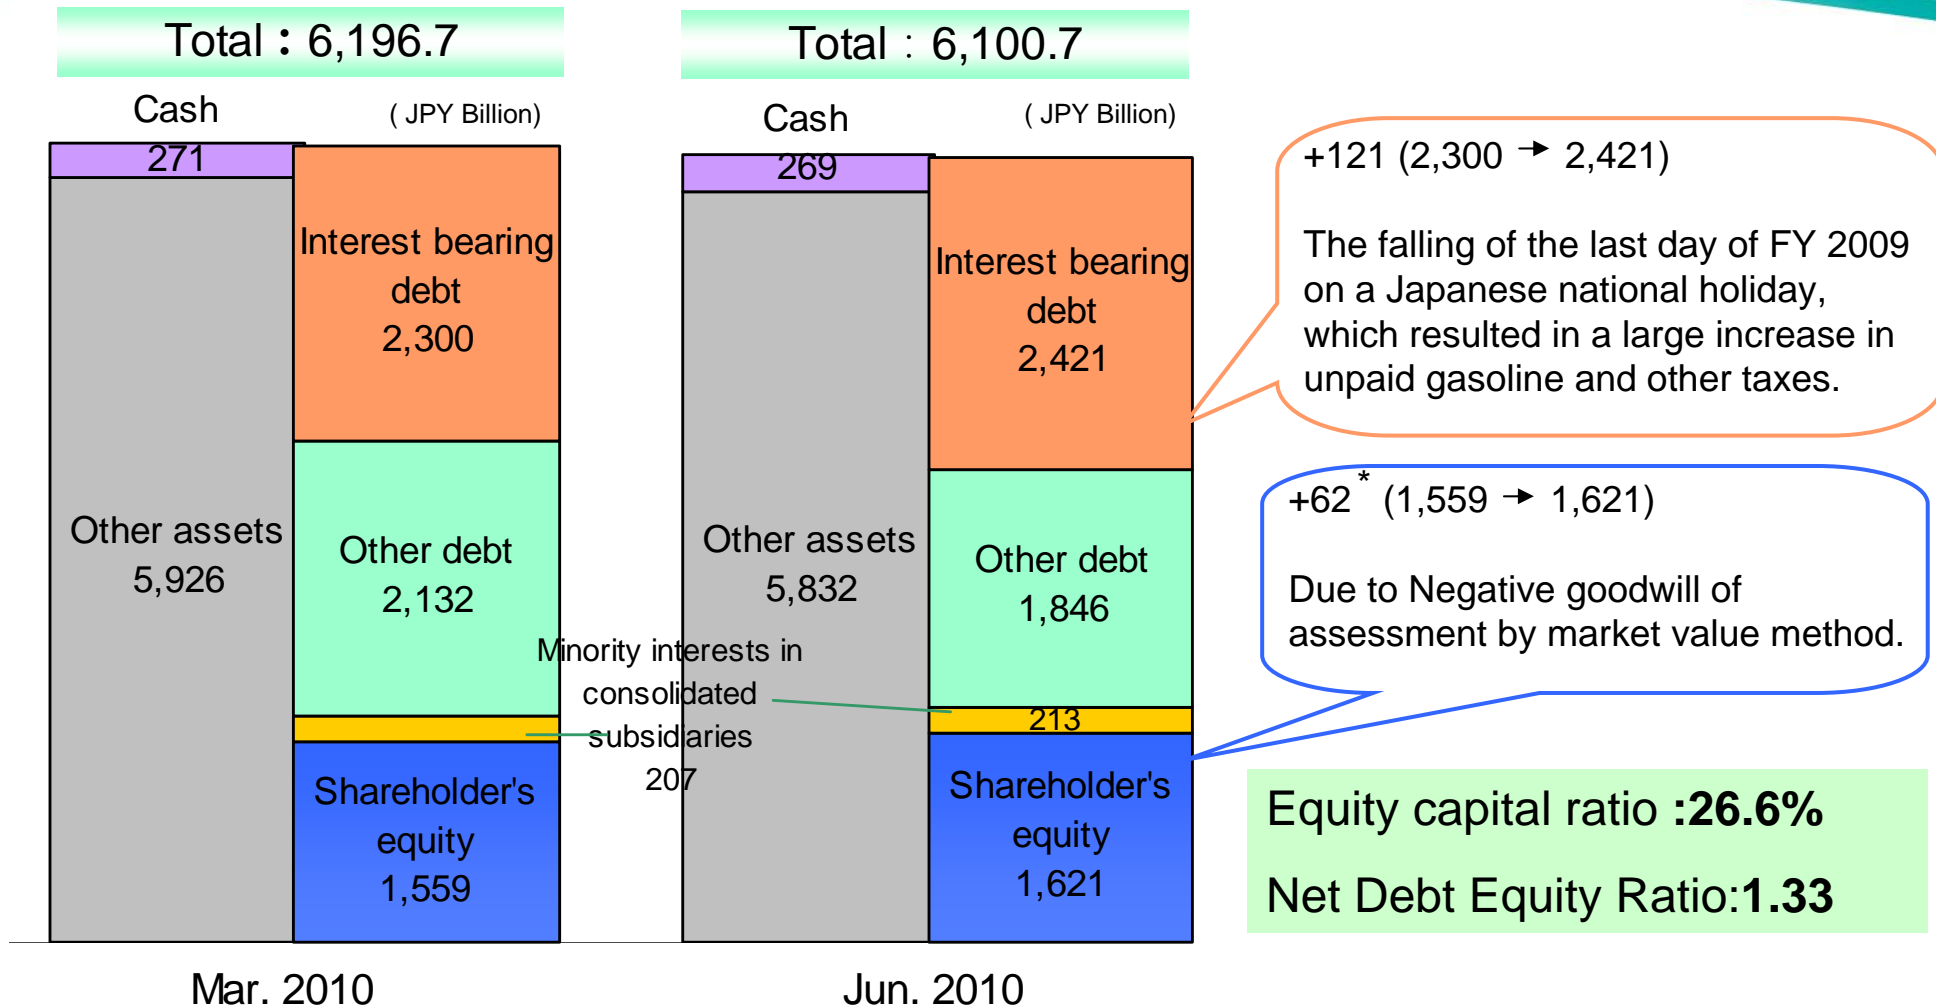 Total : 6,196.7
Cash
( JPY Billion)
271
Other assets
5,926
Interest bearing
debt
2,300
Other debt
2,132
Minority interests in
consolidated
subsidiaries
207
Shareholder's
equity
1,559
Mar. 2010
Total : 6,100.7
Cash
( JPY Billion)
269
Other assets
5,832
Interest bearing
debt
2,421
Other debt
1,846
213
Shareholder's
equity
1,621
Jun. 2010
+121 (2,300 → 2,421)
The falling of the last day of FY 2009
on a Japanese national holiday,
which resulted in a large increase in
unpaid gasoline and other taxes.
+62* (1,559 → 1,621)
Due to Negative goodwill of
assessment by market value method.
Equity capital ratio :26.6%
Net Debt Equity Ratio:1.33